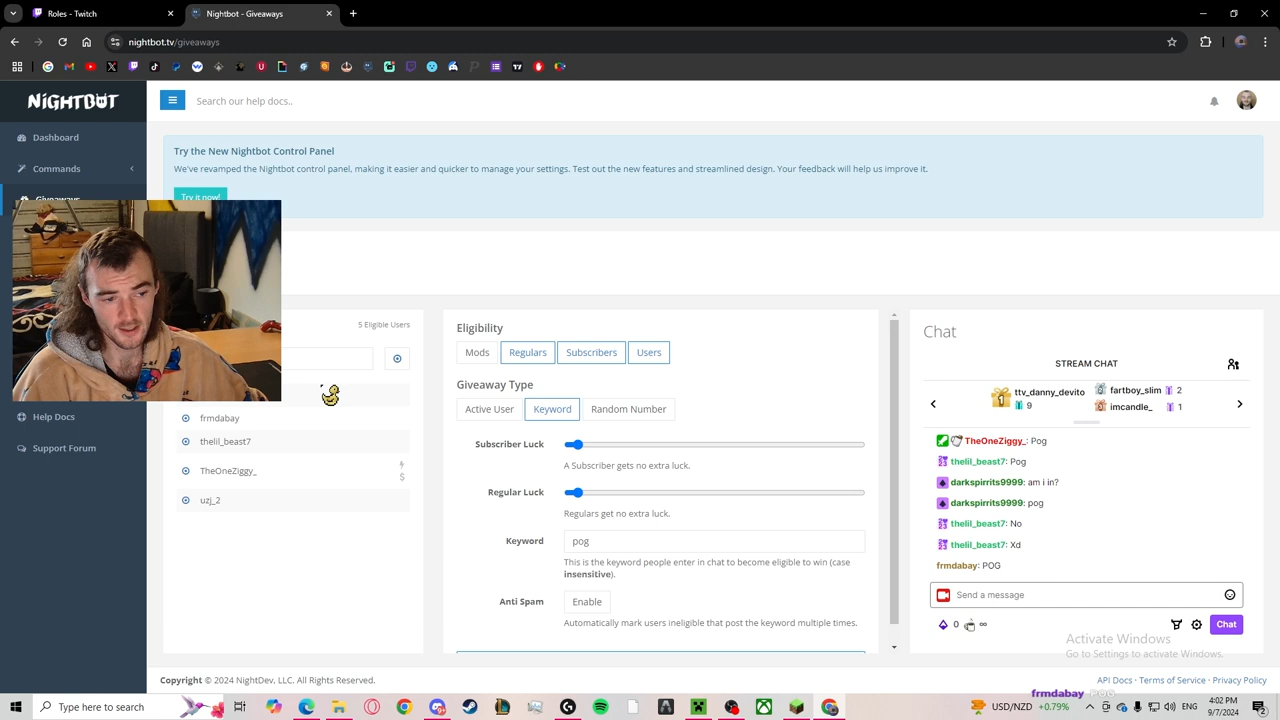 Roles - Twitch
Nightbot - Giveaways
nightbot.tv/giveaways
NIGHTBOT
Search our help docs..
Dashboard
Commands
Giveaways
Help Docs
Support Forum
Try the New Nightbot Control Panel
We've revamped the Nightbot control panel, making it easier and quicker to manage your settings. Test out the new features and streamlined design. Your feedback will help us improve it.
Try it now!
5 Eligible Users
frmdabay
thelil_beast7
TheOneZiggy_
uzj_2
Eligibility
Mods Regulars Subscribers Users
Giveaway Type
Active User Keyword Random Number
Subscriber Luck
A Subscriber gets no extra luck.
Regular Luck
Regulars get no extra luck.
Keyword pog
This is the keyword people enter in chat to become eligible to win (case
insensitive).
Anti Spam Enable
Automatically mark users ineligible that post the keyword multiple times.
Chat
STREAM CHAT
1 ttv_danny_devito 9
fartboy_slim 2
imcandle_ 1
TheOneZiggy_: Pog
thelil_beast7: Pog
darkspirrits9999: am i in?
darkspirrits9999: pog
thelil_beast7: No
thelil_beast7: Xd
frmdabay: POG
Send a message
0 ∞ Chat
Activate Windows
Go to Settings to activate Windows.
Copyright © 2024 NightDev, LLC. All Rights Reserved.
API Docs · Terms of Service · Privacy Policy
frmdabay POG
Type here to search
USD/NZD +0.79%
ENG
4:02 PM
9/7/2024
2